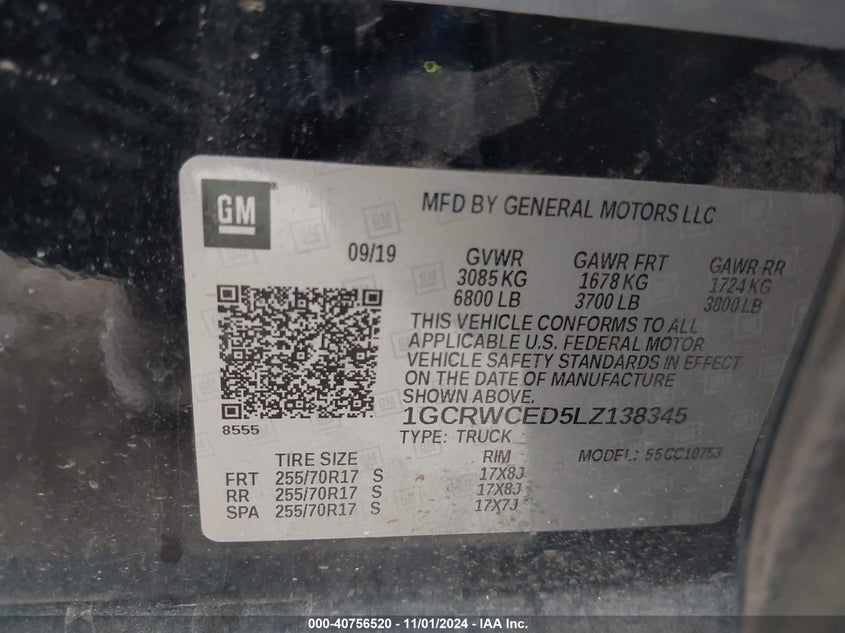 GM
MFD BY GENERAL MOTORS LLC
09/19
GVWR GAWR FRT GAWR RR
3085 KG 1678 KG 1724 KG
6800 LB 3700 LB 3800 LB
THIS VEHICLE CONFORMS TO ALL
APPLICABLE U.S. FEDERAL MOTOR
VEHICLE SAFETY STANDARDS IN EFFECT
ON THE DATE OF MANUFACTURE
SHOWN ABOVE.
8555
1GCRWCED5LZ138345
TYPE: TRUCK
MODEL: 55CC10753
TIRE SIZE RIM
FRT 255/70R17 S 17X8J
RR 255/70R17 S 17X8J
SPA 255/70R17 S 17X7J
000-40756520 - 11/01/2024 - IAA Inc.